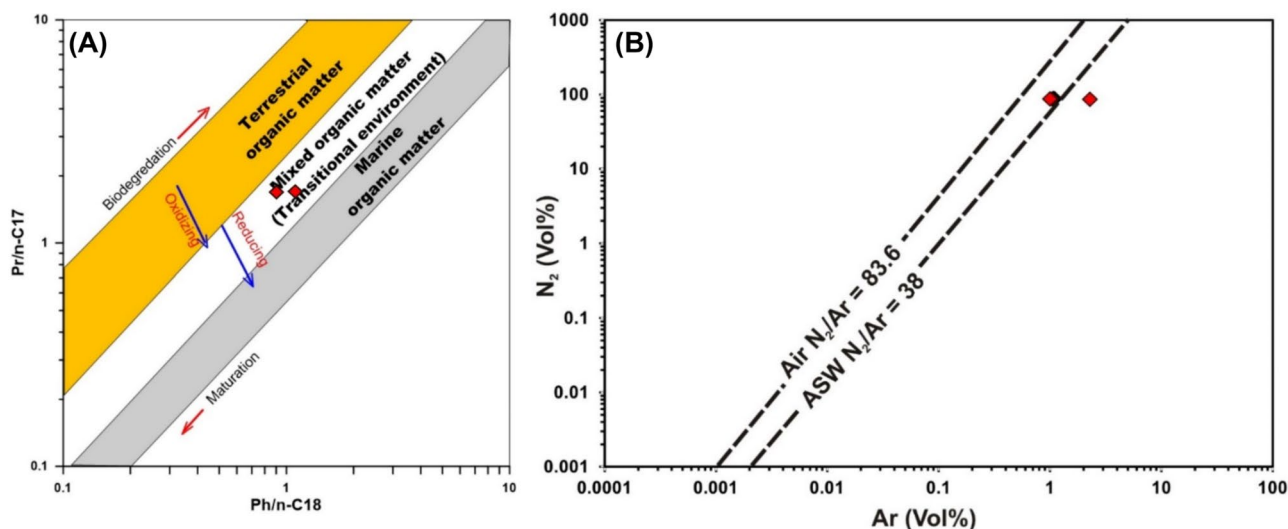 (A)
10
1
0.1
Pr/n-C17
0.1
1
10
Ph/n-C18
Biodegredation
Terrestrial
organic matter
Mixed organic matter
(Transitional environment)
Marine
organic matter
Oxidizing
Reducing
Maturation
(B)
1000
100
10
1
0.1
0.01
0.001
N₂ (Vol%)
Air N₂/Ar = 83.6
ASW N₂/Ar = 38
0.0001
0.001
0.01
0.1
1
10
100
Ar (Vol%)